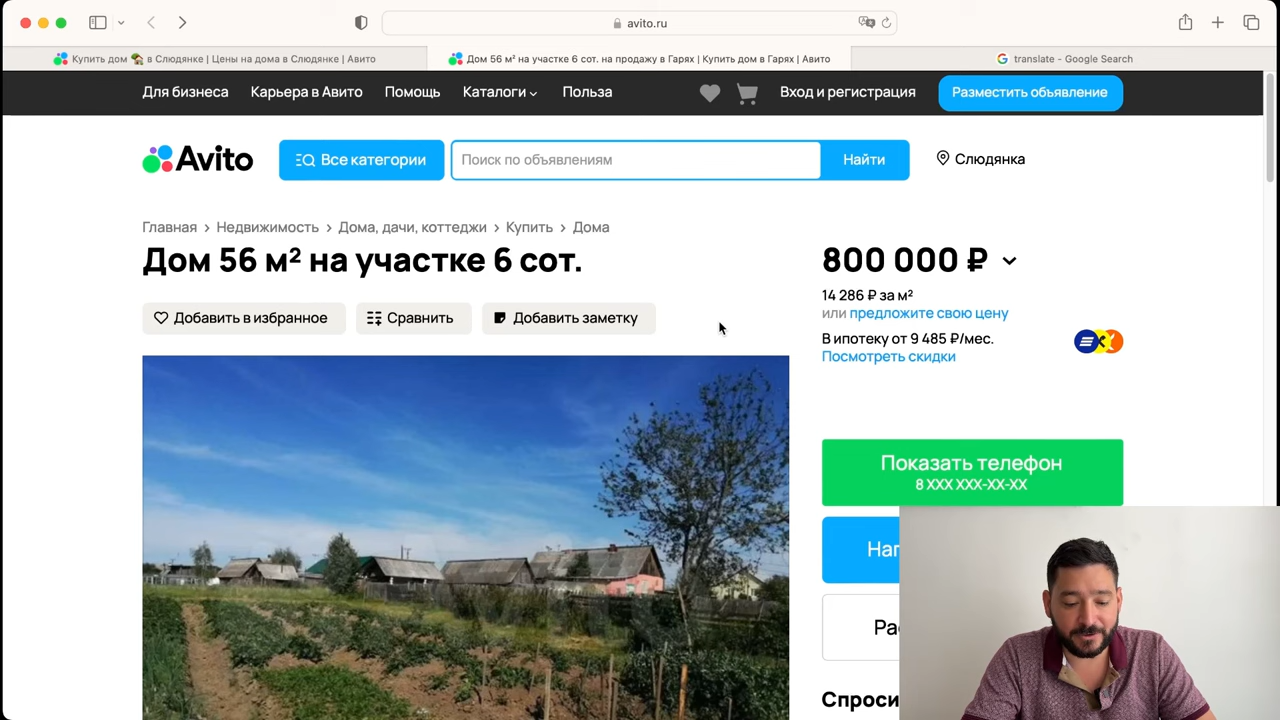 avito.ru
Купить дом 🏡 в Слюдянке | Цены на дома в Слюдянке | Авито
Дом 56 м² на участке 6 сот. на продажу в Гарях | Купить дом в Гарях | Авито
translate - Google Search
Для бизнеса
Карьера в Авито
Помощь
Каталоги
Польза
Вход и регистрация
Разместить объявление
Avito
Все категории
Поиск по объявлениям
Найти
Слюдянка
Главная › Недвижимость › Дома, дачи, коттеджи › Купить › Дома
Дом 56 м² на участке 6 сот.
800 000 ₽
14 286 ₽ за м²
или предложите свою цену
Добавить в избранное
Сравнить
Добавить заметку
В ипотеку от 9 485 ₽/мес.
Посмотреть скидки
Показать телефон
8 XXX XXX-XX-XX
На
Ра
Спроси